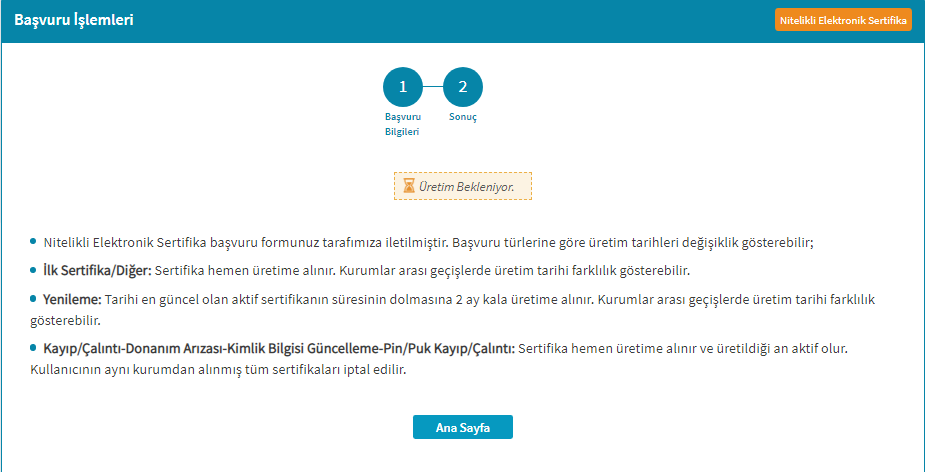 Başvuru İşlemleri
Nitelikli Elektronik Sertifika
1
2
Başvuru
Bilgileri
Sonuç
Üretim Bekleniyor.
Nitelikli Elektronik Sertifika başvuru formunuz tarafımıza iletilmiştir. Başvuru türlerine göre üretim tarihleri değişiklik gösterebilir;
İlk Sertifika/Diğer: Sertifika hemen üretime alınır. Kurumlar arası geçişlerde üretim tarihi farklılık gösterebilir.
Yenileme: Tarihi en güncel olan aktif sertifikanın süresinin dolmasına 2 ay kala üretime alınır. Kurumlar arası geçişlerde üretim tarihi farklılık
gösterebilir.
Kayıp/Çalıntı-Donanım Arızası-Kimlik Bilgisi Güncelleme-Pin/Puk Kayıp/Çalıntı: Sertifika hemen üretime alınır ve üretildiği an aktif olur.
Kullanıcının aynı kurumdan alınmış tüm sertifikaları iptal edilir.
Ana Sayfa